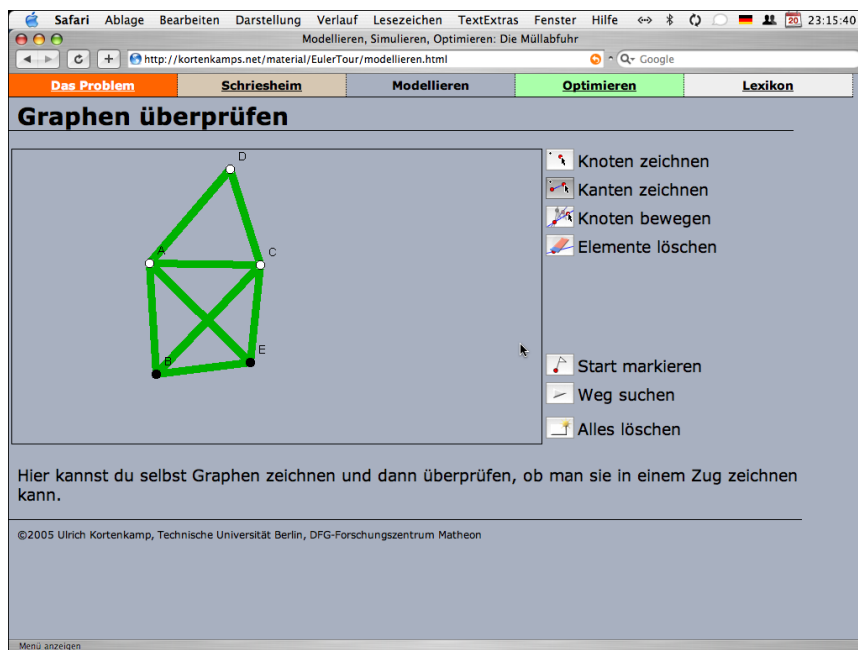 Safari Ablage Bearbeiten Darstellung Verlauf Lesezeichen TextExtras Fenster Hilfe 20 23:15:40
Modellieren, Simulieren, Optimieren: Die Müllabfuhr
http://kortenkamps.net/material/EulerTour/modellieren.html Google
Das Problem Schriesheim Modellieren Optimieren Lexikon
Graphen überprüfen
D
A
C
B
E
Knoten zeichnen
Kanten zeichnen
Knoten bewegen
Elemente löschen
Start markieren
Weg suchen
Alles löschen
Hier kannst du selbst Graphen zeichnen und dann überprüfen, ob man sie in einem Zug zeichnen
kann.
©2005 Ulrich Kortenkamp, Technische Universität Berlin, DFG-Forschungszentrum Matheon
Menü anzeigen